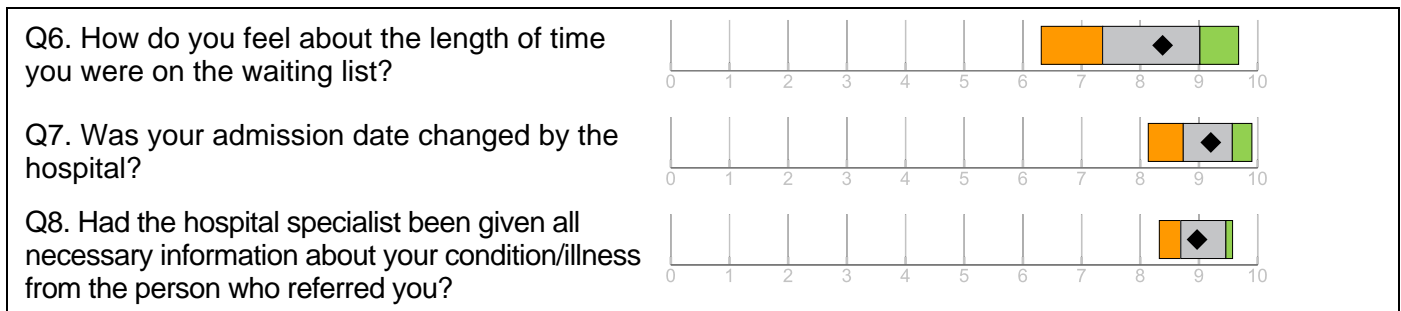 Q6. How do you feel about the length of time
you were on the waiting list?
0 1 2 3 4 5 6 7 8 9 10
Q7. Was your admission date changed by the
hospital?
0 1 2 3 4 5 6 7 8 9 10
Q8. Had the hospital specialist been given all
necessary information about your condition/illness
from the person who referred you?
0 1 2 3 4 5 6 7 8 9 10